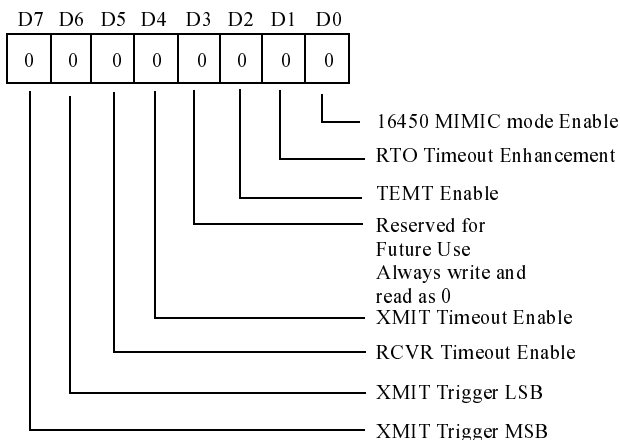 D7 D6 D5 D4 D3 D2 D1 D0
0 0 0 0 0 0 0 0
16450 MIMIC mode Enable
RTO Timeout Enhancement
TEMT Enable
Reserved for
Future Use
Always write and
read as 0
XMIT Timeout Enable
RCVR Timeout Enable
XMIT Trigger LSB
XMIT Trigger MSB